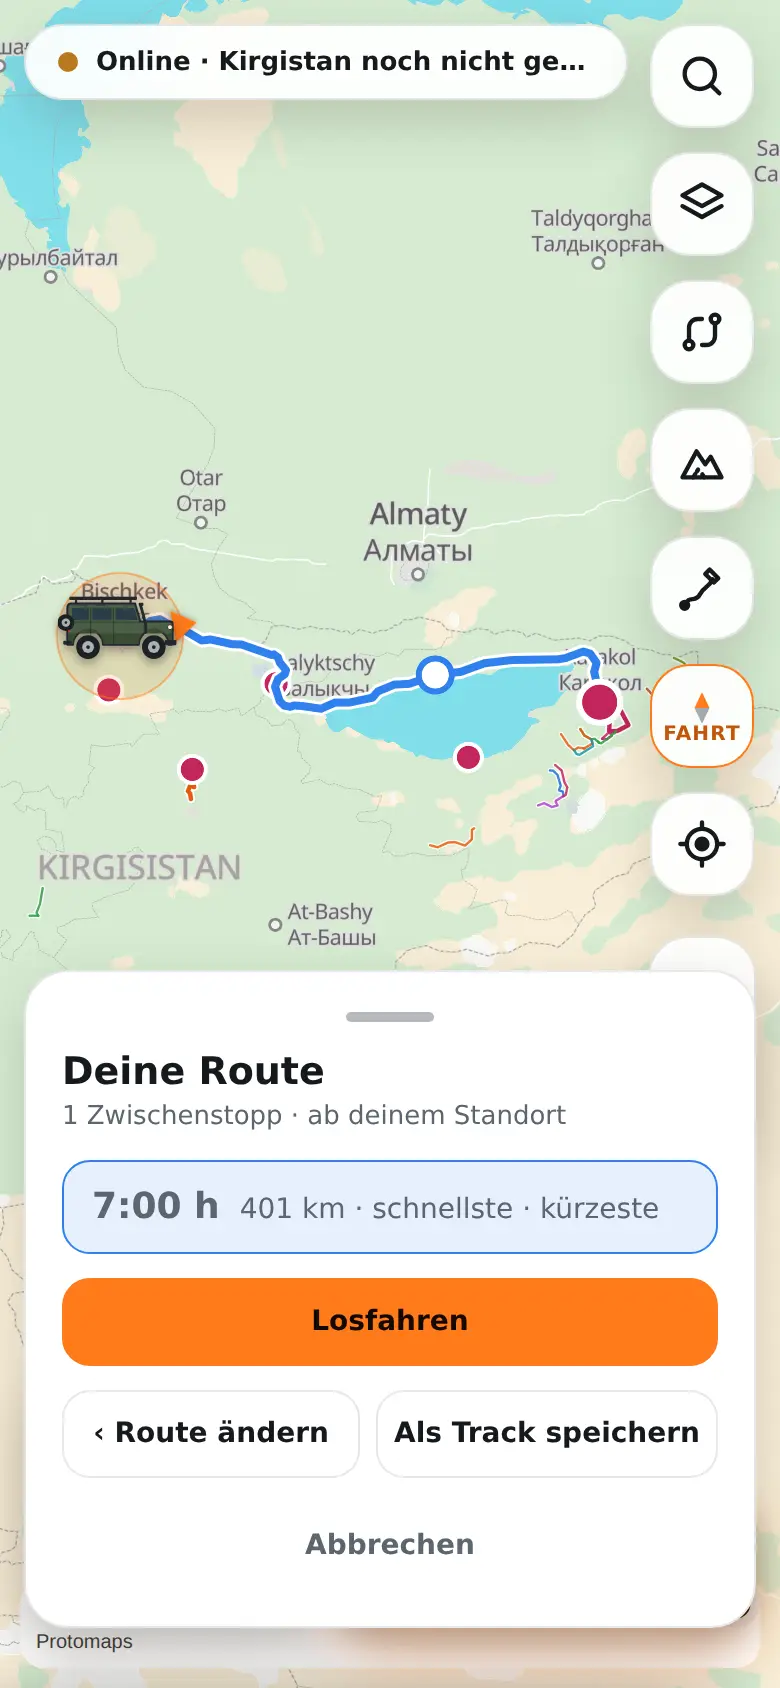 Online · Kirgistan noch nicht ge...
Taldyqorgha
Талдықорған
урылбайтал
Otar
Отар
Almaty
Алматы
Bischkek
alyktschy
алыкчы
FAHRT
KIRGISISTAN
At-Bashy
Ат-Башы
Deine Route
1 Zwischenstopp · ab deinem Standort
7:00 h 401 km · schnellste · kürzeste
Losfahren
‹ Route ändern
Als Track speichern
Abbrechen
Protomaps